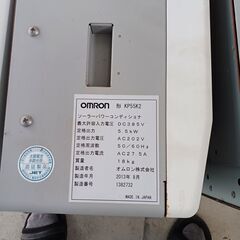 OMRON 形 KP55K2
ソーラーパワーコンディショナ
最大許容入力電圧 DC385V
定格出力 5.5kW
定格出力電圧 AC202V
定格周波数 50/60Hz
定格出力電流 AC27.5A
質量 18kg
製造者名 オムロン株式会社
製造年月 2013年 6月
製造番号 1382732
MADE IN JAPAN
JET